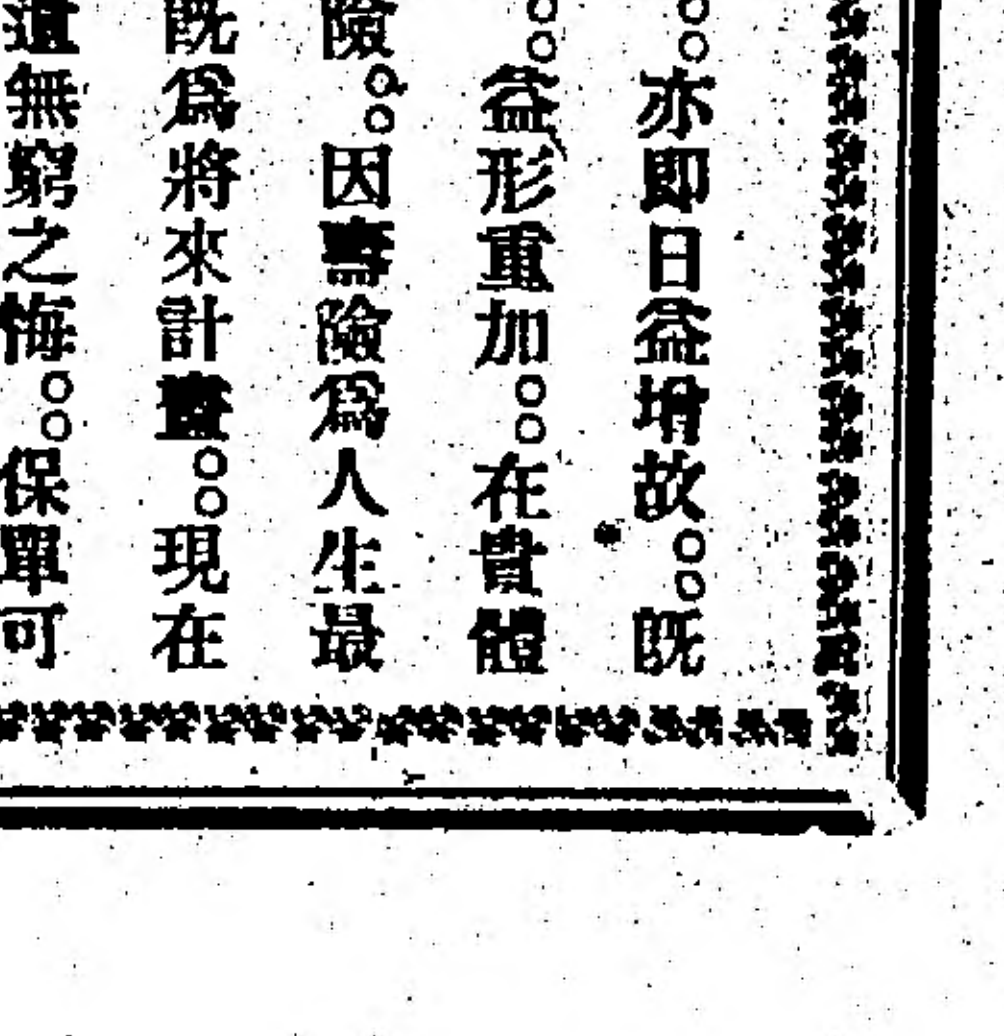 。。亦即日益增故。。既
。。益形重加。。在貴體
險。。因壽險爲人生最
既爲將來計畫。。現在
遺無窮之悔。。保單可